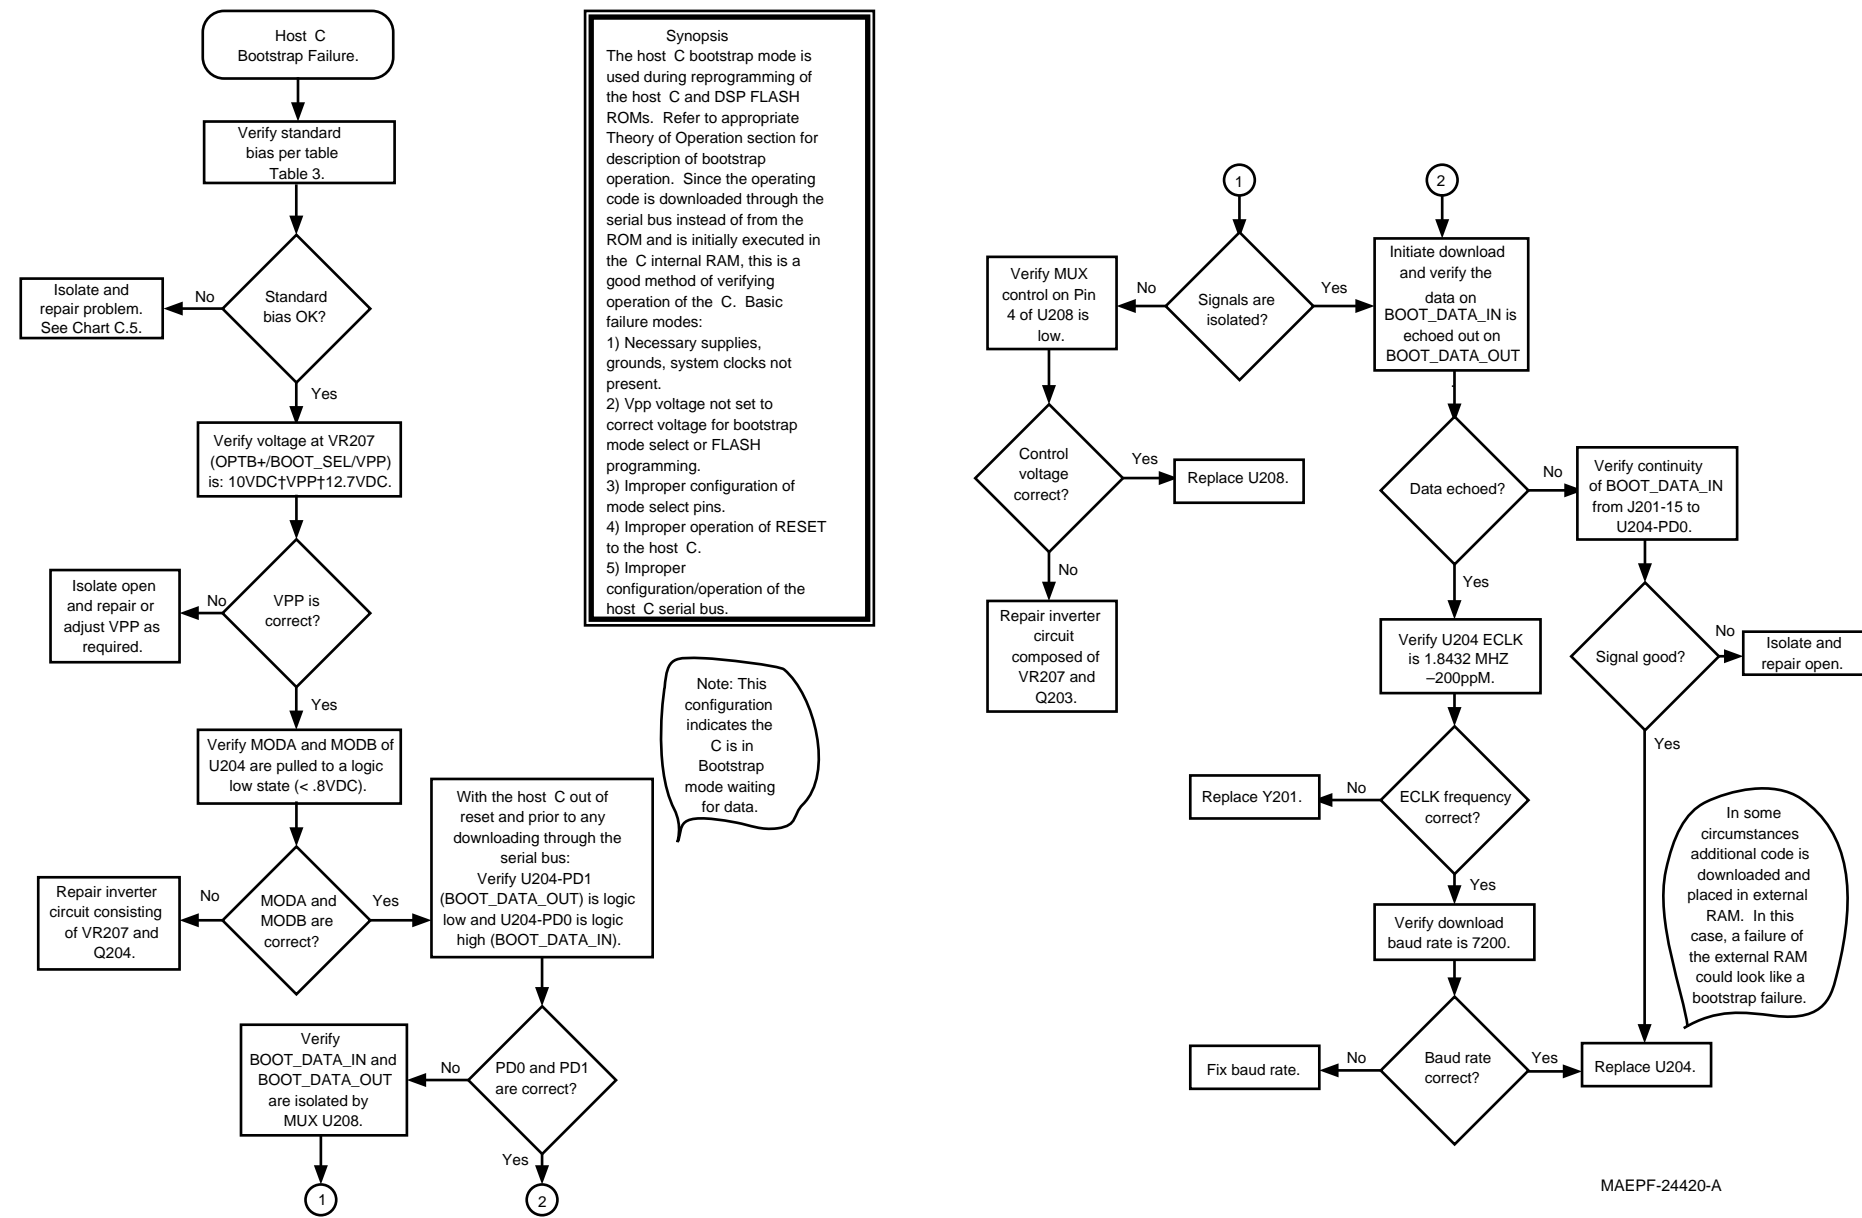 Host C
Bootstrap Failure.
Verify standard
bias per table
Table 3.
Standard
bias OK?
No
Isolate and
repair problem.
See Chart C.5.
Yes
Verify voltage at VR207
(OPTB+/BOOT_SEL/VPP)
is: 10VDC†VPP†12.7VDC.
VPP is
correct?
No
Isolate open
and repair or
adjust VPP as
required.
Yes
Verify MODA and MODB of
U204 are pulled to a logic
low state (< .8VDC).
MODA and
MODB are
correct?
No
Repair inverter
circuit consisting
of VR207 and
Q204.
Yes
With the host C out of
reset and prior to any
downloading through the
serial bus:
Verify U204-PD1
(BOOT_DATA_OUT) is logic
low and U204-PD0 is logic
high (BOOT_DATA_IN).
PD0 and PD1
are correct?
No
Verify
BOOT_DATA_IN and
BOOT_DATA_OUT
are isolated by
MUX U208.
1
Yes
2
Synopsis
The host C bootstrap mode is
used during reprogramming of
the host C and DSP FLASH
ROMs. Refer to appropriate
Theory of Operation section for
description of bootstrap
operation. Since the operating
code is downloaded through the
serial bus instead of from the
ROM and is initially executed in
the C internal RAM, this is a
good method of verifying
operation of the C. Basic
failure modes:
1) Necessary supplies,
grounds, system clocks not
present.
2) Vpp voltage not set to
correct voltage for bootstrap
mode select or FLASH
programming.
3) Improper configuration of
mode select pins.
4) Improper operation of RESET
to the host C.
5) Improper
configuration/operation of the
host C serial bus.
Note: This
configuration
indicates the
C is in
Bootstrap
mode waiting
for data.
1
Signals are
isolated?
No
Verify MUX
control on Pin
4 of U208 is
low.
Control
voltage
correct?
Yes
Replace U208.
No
Repair inverter
circuit
composed of
VR207 and
Q203.
Yes
2
Initiate download
and verify the
data on
BOOT_DATA_IN is
echoed out on
BOOT_DATA_OUT
Data echoed?
No
Verify continuity
of BOOT_DATA_IN
from J201-15 to
U204-PD0.
Signal good?
No
Isolate and
repair open.
Yes
Yes
Verify U204 ECLK
is 1.8432 MHZ
–200ppM.
ECLK frequency
correct?
No
Replace Y201.
Yes
Verify download
baud rate is 7200.
Baud rate
correct?
No
Fix baud rate.
Yes
Replace U204.
In some
circumstances
additional code is
downloaded and
placed in external
RAM. In this
case, a failure of
the external RAM
could look like a
bootstrap failure.
MAEPF-24420-A